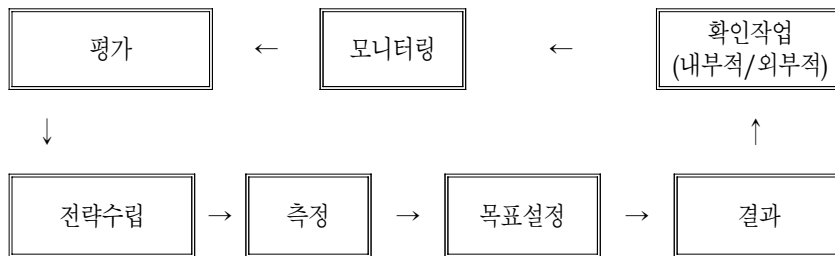 평가 ← 모니터링 ← 확인작업
(내부적/외부적)
↓ ↑
전략수립 → 측정 → 목표설정 → 결과